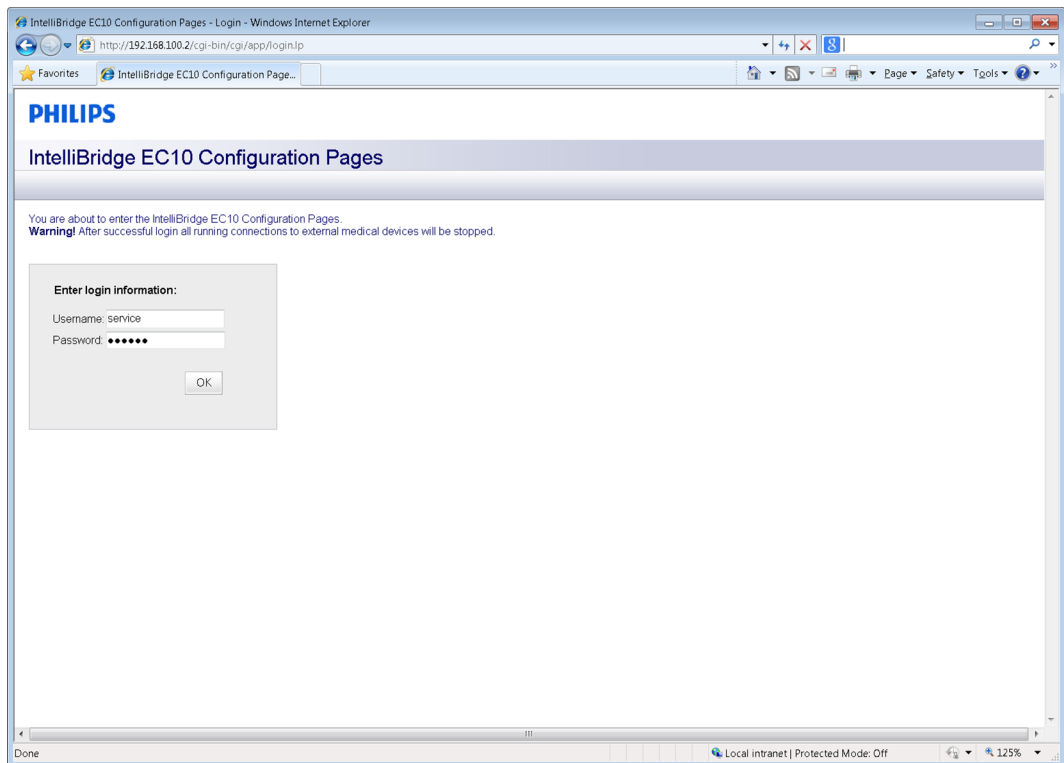 IntelliBridge EC10 Configuration Pages - Login - Windows Internet Explorer
http://192.168.100.2/cgi-bin/cgi/app/login.lp
Favorites IntelliBridge EC10 Configuration Page... Page Safety Tools
PHILIPS
IntelliBridge EC10 Configuration Pages
You are about to enter the IntelliBridge EC10 Configuration Pages.
Warning! After successful login all running connections to external medical devices will be stopped.
Enter login information:
Username: service
Password: ●●●●●●
OK
Done Local intranet | Protected Mode: Off 125%